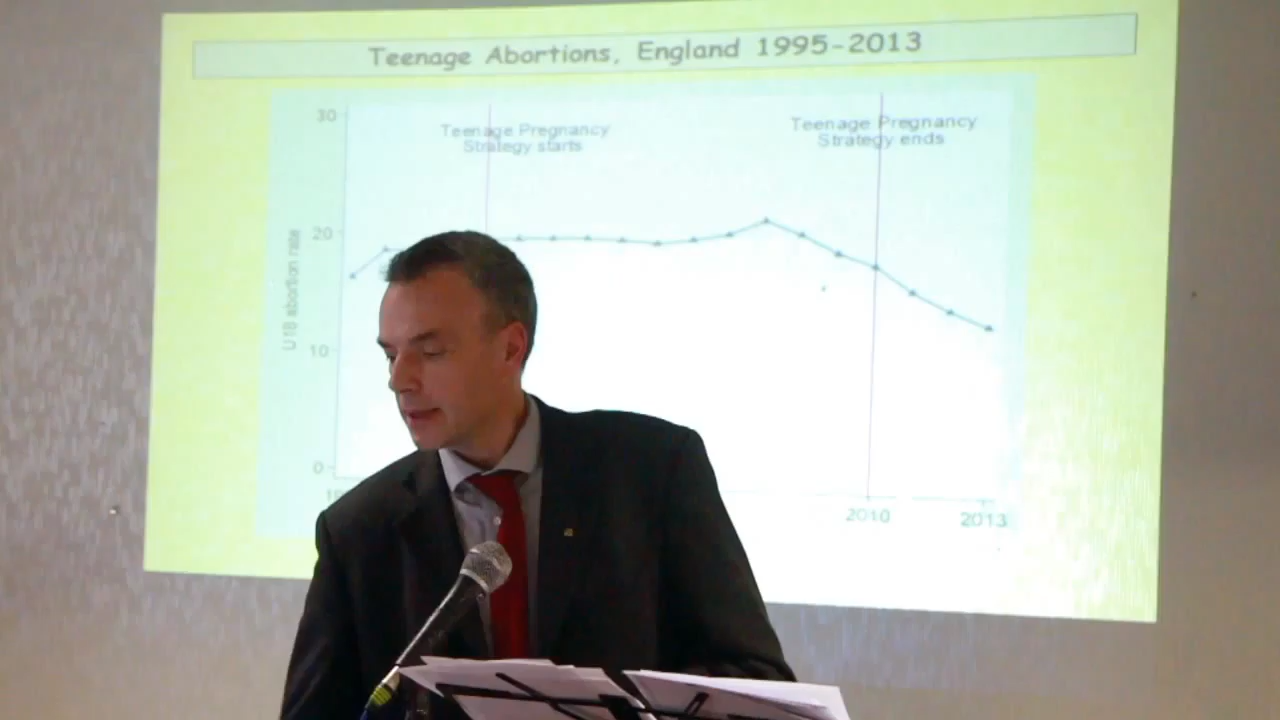 Teenage Abortions, England 1995-2013
30
Teenage Pregnancy
Strategy starts
Teenage Pregnancy
Strategy ends
20
U18 abortion rate
10
0
2010
2013